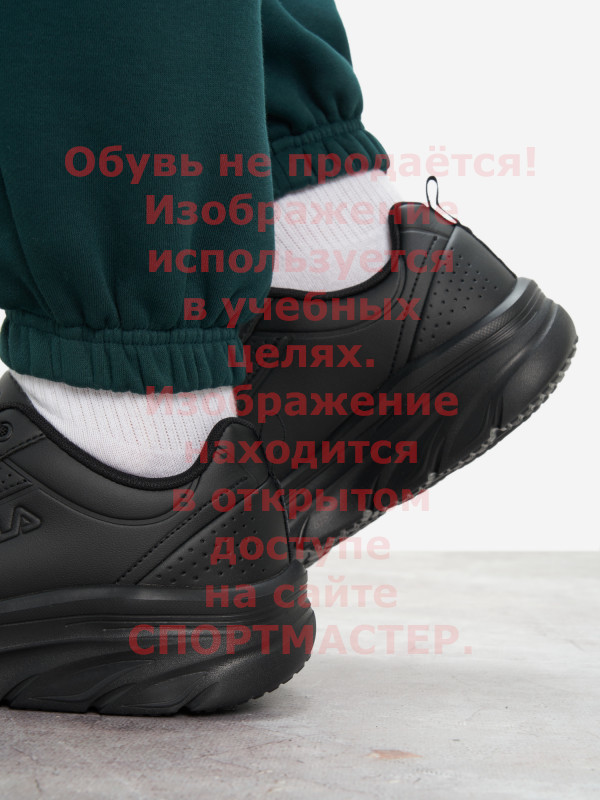 Обувь не продаётся!
Изображение
используется
в учебных
целях.
Изображение
находится
в открытом
доступе
на сайте
СПОРТМАСТЕР.